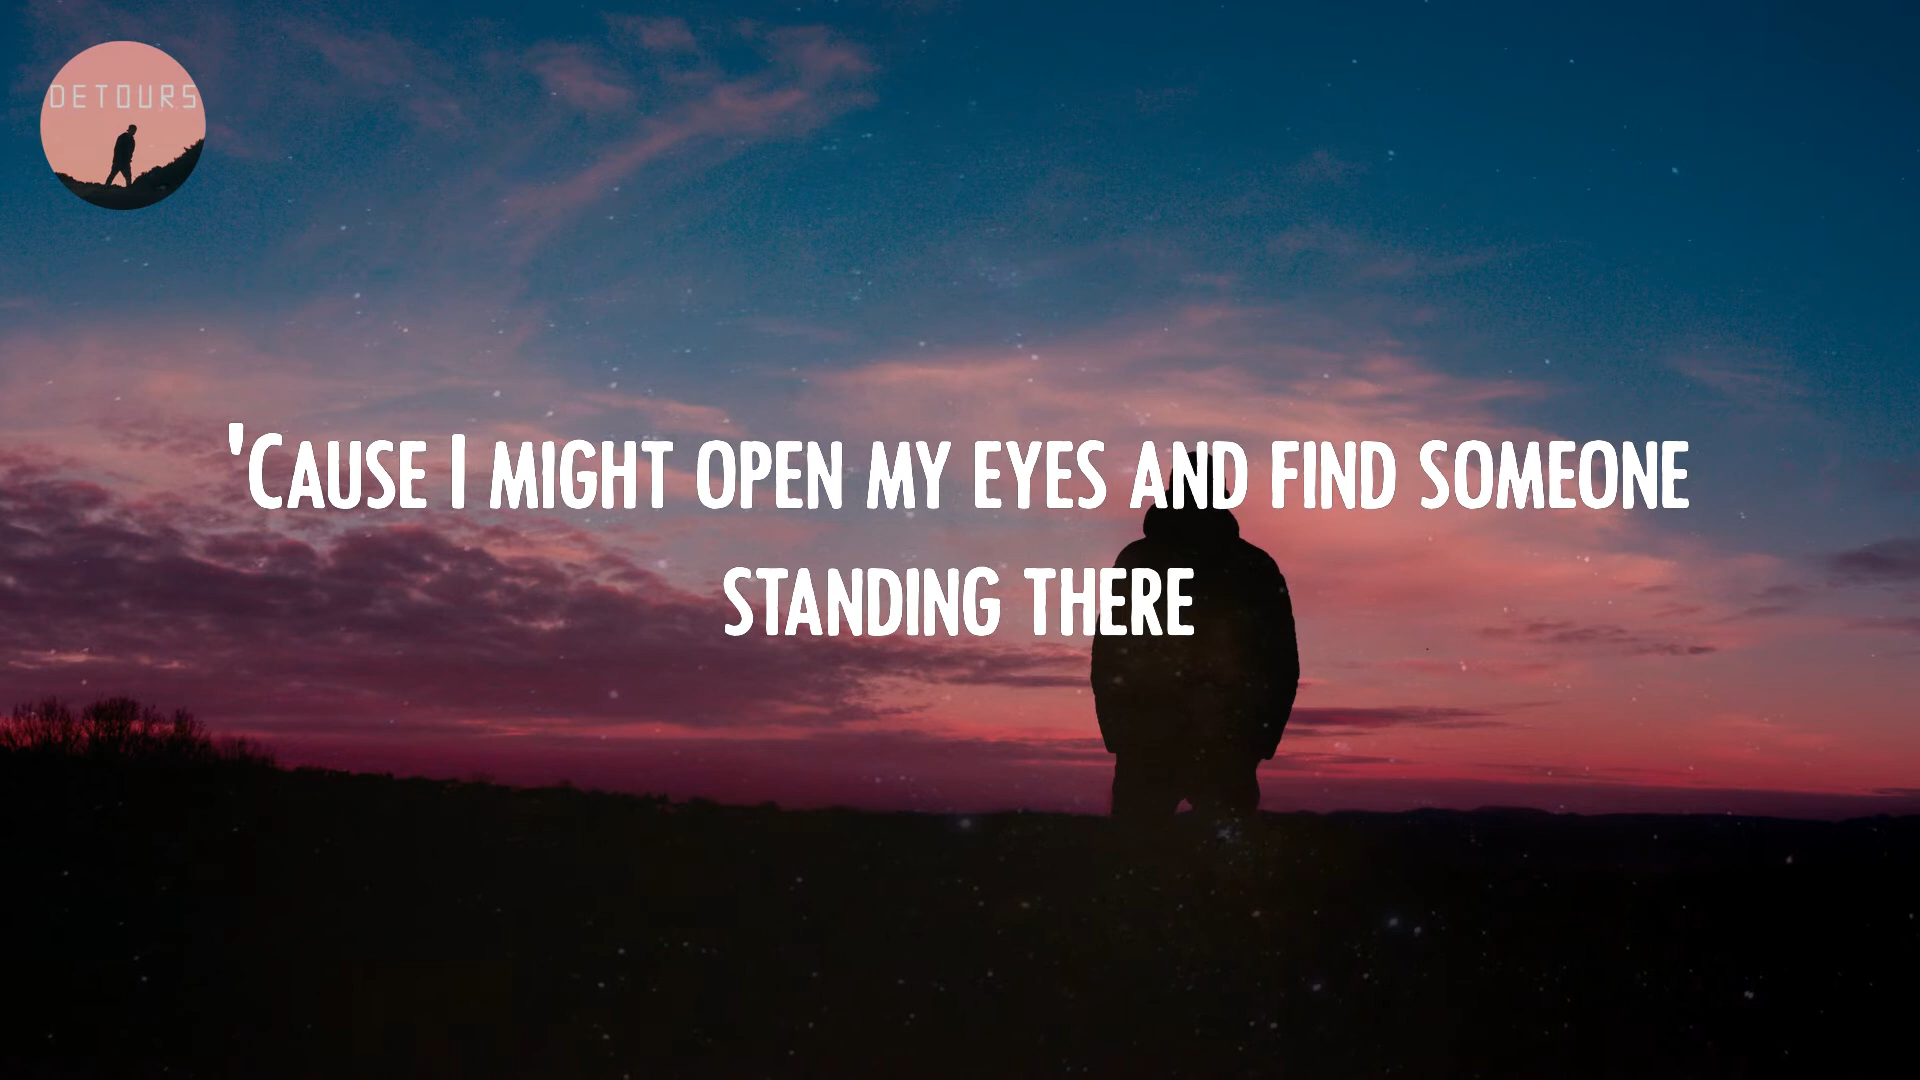 DETOURS
'Cause I might open my eyes and find someone
standing there